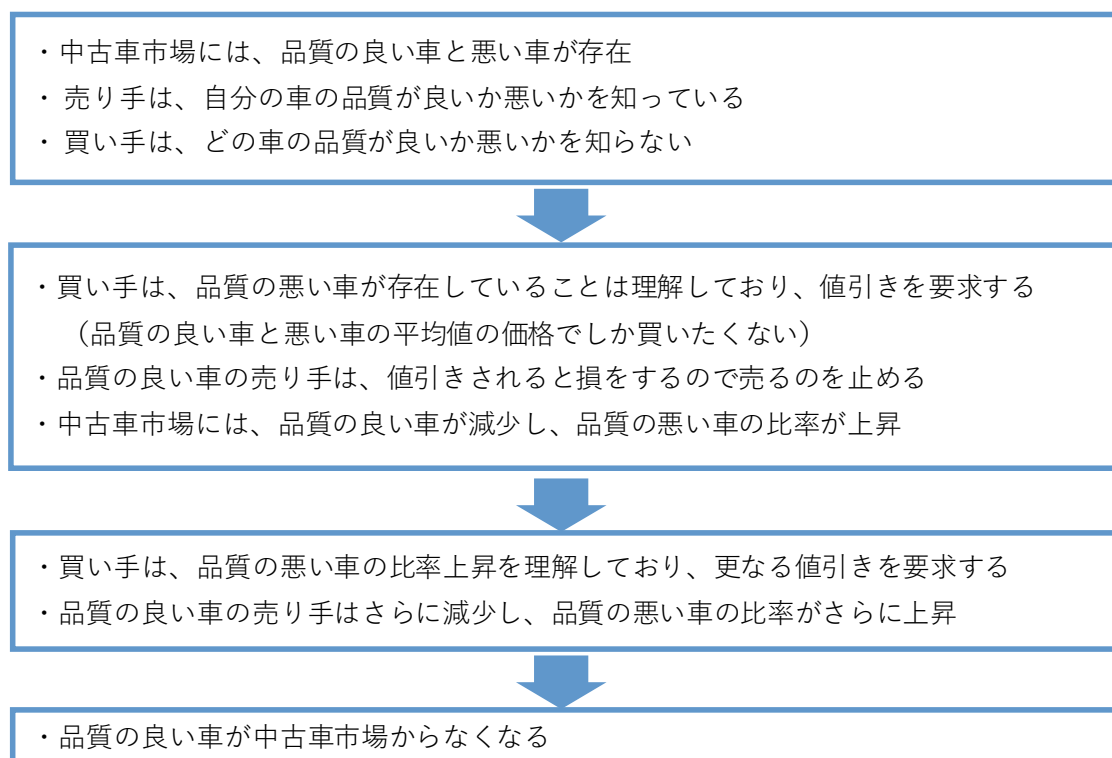 ・中古車市場には、品質の良い車と悪い車が存在
・ 売り手は、自分の車の品質が良いか悪いかを知っている
・ 買い手は、どの車の品質が良いか悪いかを知らない
・買い手は、品質の悪い車が存在していることは理解しており、値引きを要求する
（品質の良い車と悪い車の平均値の価格でしか買いたくない）
・品質の良い車の売り手は、値引きされると損をするので売るのを止める
・中古車市場には、品質の良い車が減少し、品質の悪い車の比率が上昇
・買い手は、品質の悪い車の比率上昇を理解しており、更なる値引きを要求する
・品質の良い車の売り手はさらに減少し、品質の悪い車の比率がさらに上昇
・品質の良い車が中古車市場からなくなる